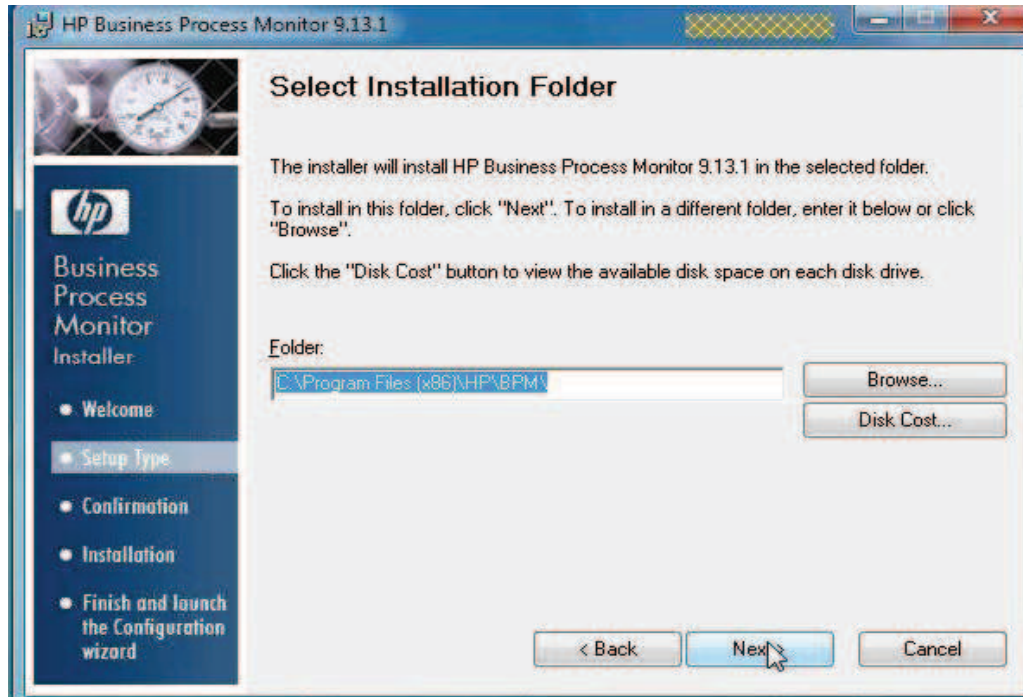 HP Business Process Monitor 9.13.1
Select Installation Folder
The installer will install HP Business Process Monitor 9.13.1 in the selected folder.
To install in this folder, click "Next". To install in a different folder, enter it below or click
"Browse".
Click the "Disk Cost" button to view the available disk space on each disk drive.
Folder:
C:\Program Files (x86)\HP\BPM\
Browse...
Disk Cost...
hp
Business
Process
Monitor
Installer
Welcome
Setup Type
Confirmation
Installation
Finish and launch
the Configuration
wizard
< Back
Next >
Cancel